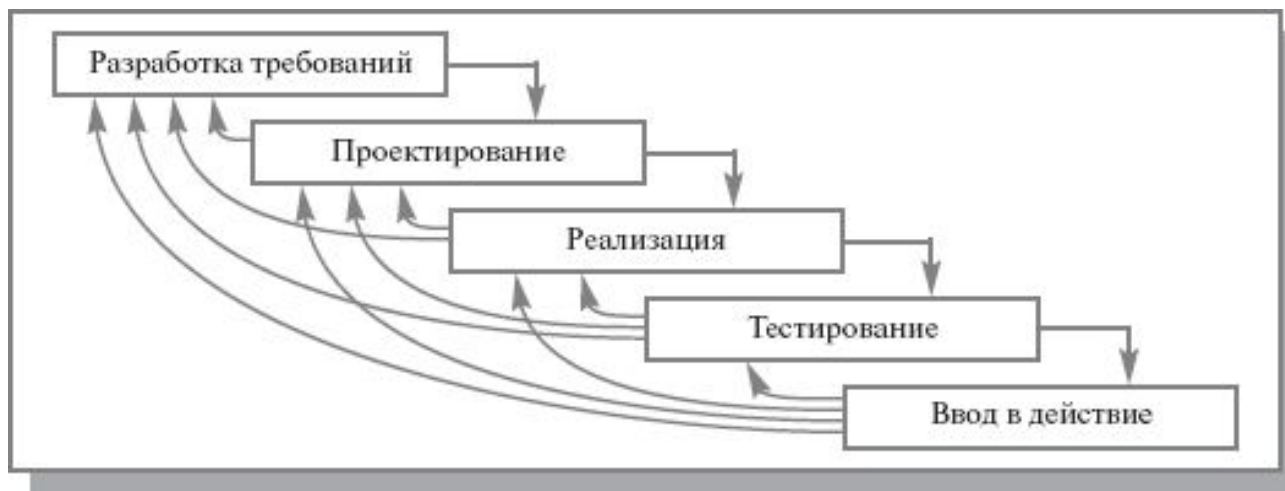 Разработка требований
Проектирование
Реализация
Тестирование
Ввод в действие